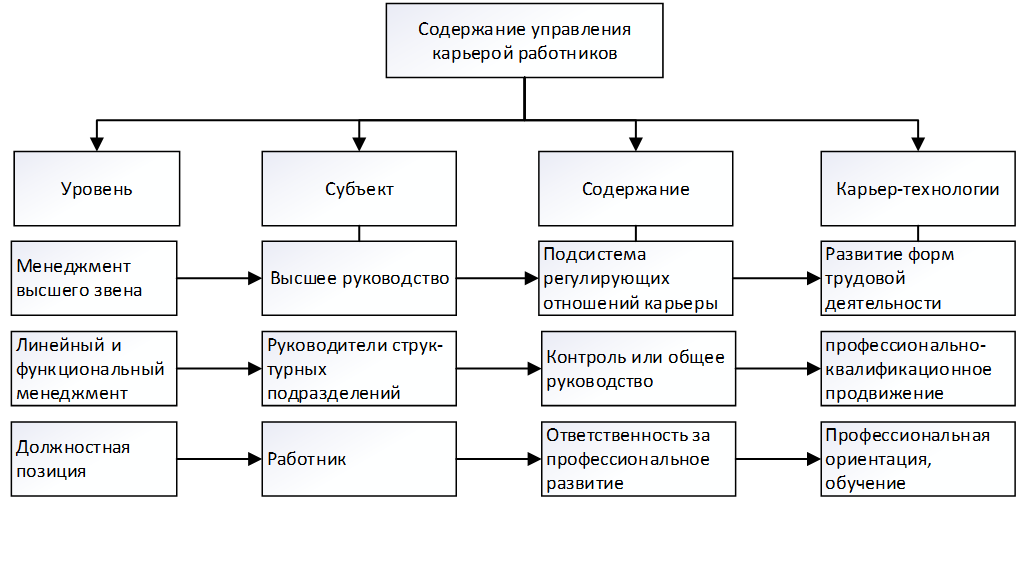 Содержание управления
карьерой работников
Уровень
Субъект
Содержание
Карьер-технологии
Менеджмент
высшего звена
Высшее руководство
Подсистема
регулирующих
отношений карьеры
Развитие форм
трудовой
деятельности
Линейный и
функциональный
менеджмент
Руководители струк-
турных
подразделений
Контроль или общее
руководство
профессионально-
квалификационное
продвижение
Должностная
позиция
Работник
Ответственность за
профессиональное
развитие
Профессиональная
ориентация,
обучение